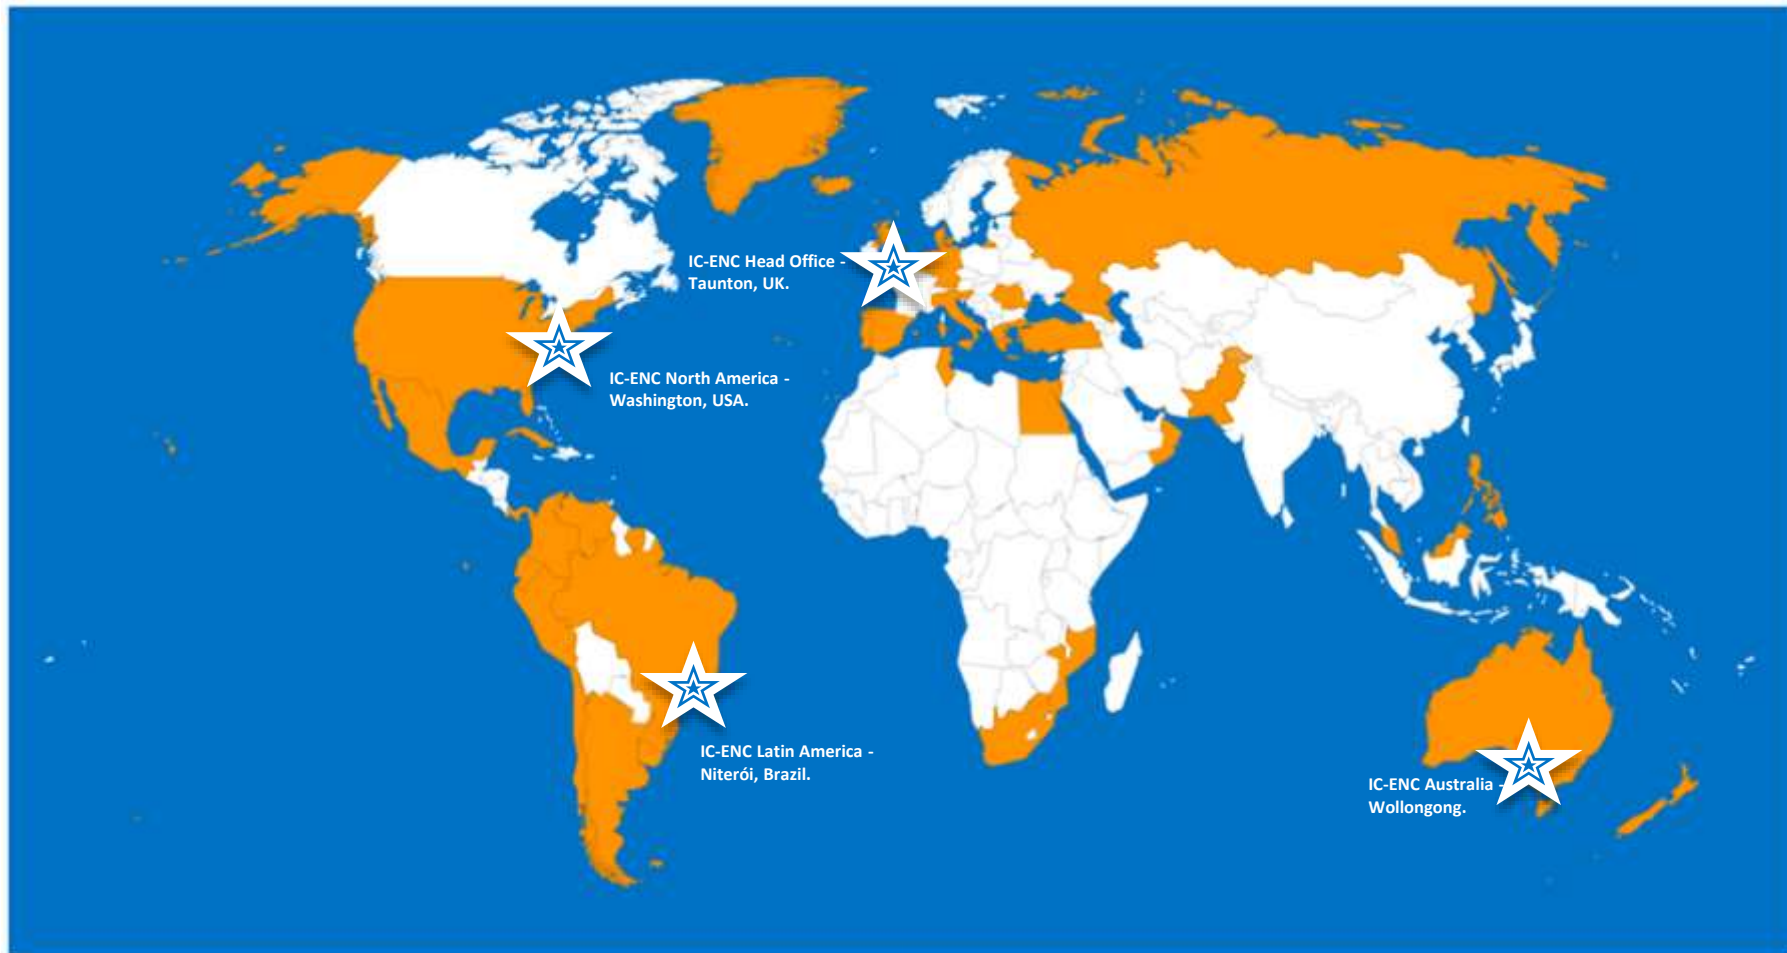 IC-ENC Head Office -
Taunton, UK.
IC-ENC North America -
Washington, USA.
IC-ENC Latin America -
Niterói, Brazil.
IC-ENC Australia -
Wollongong.